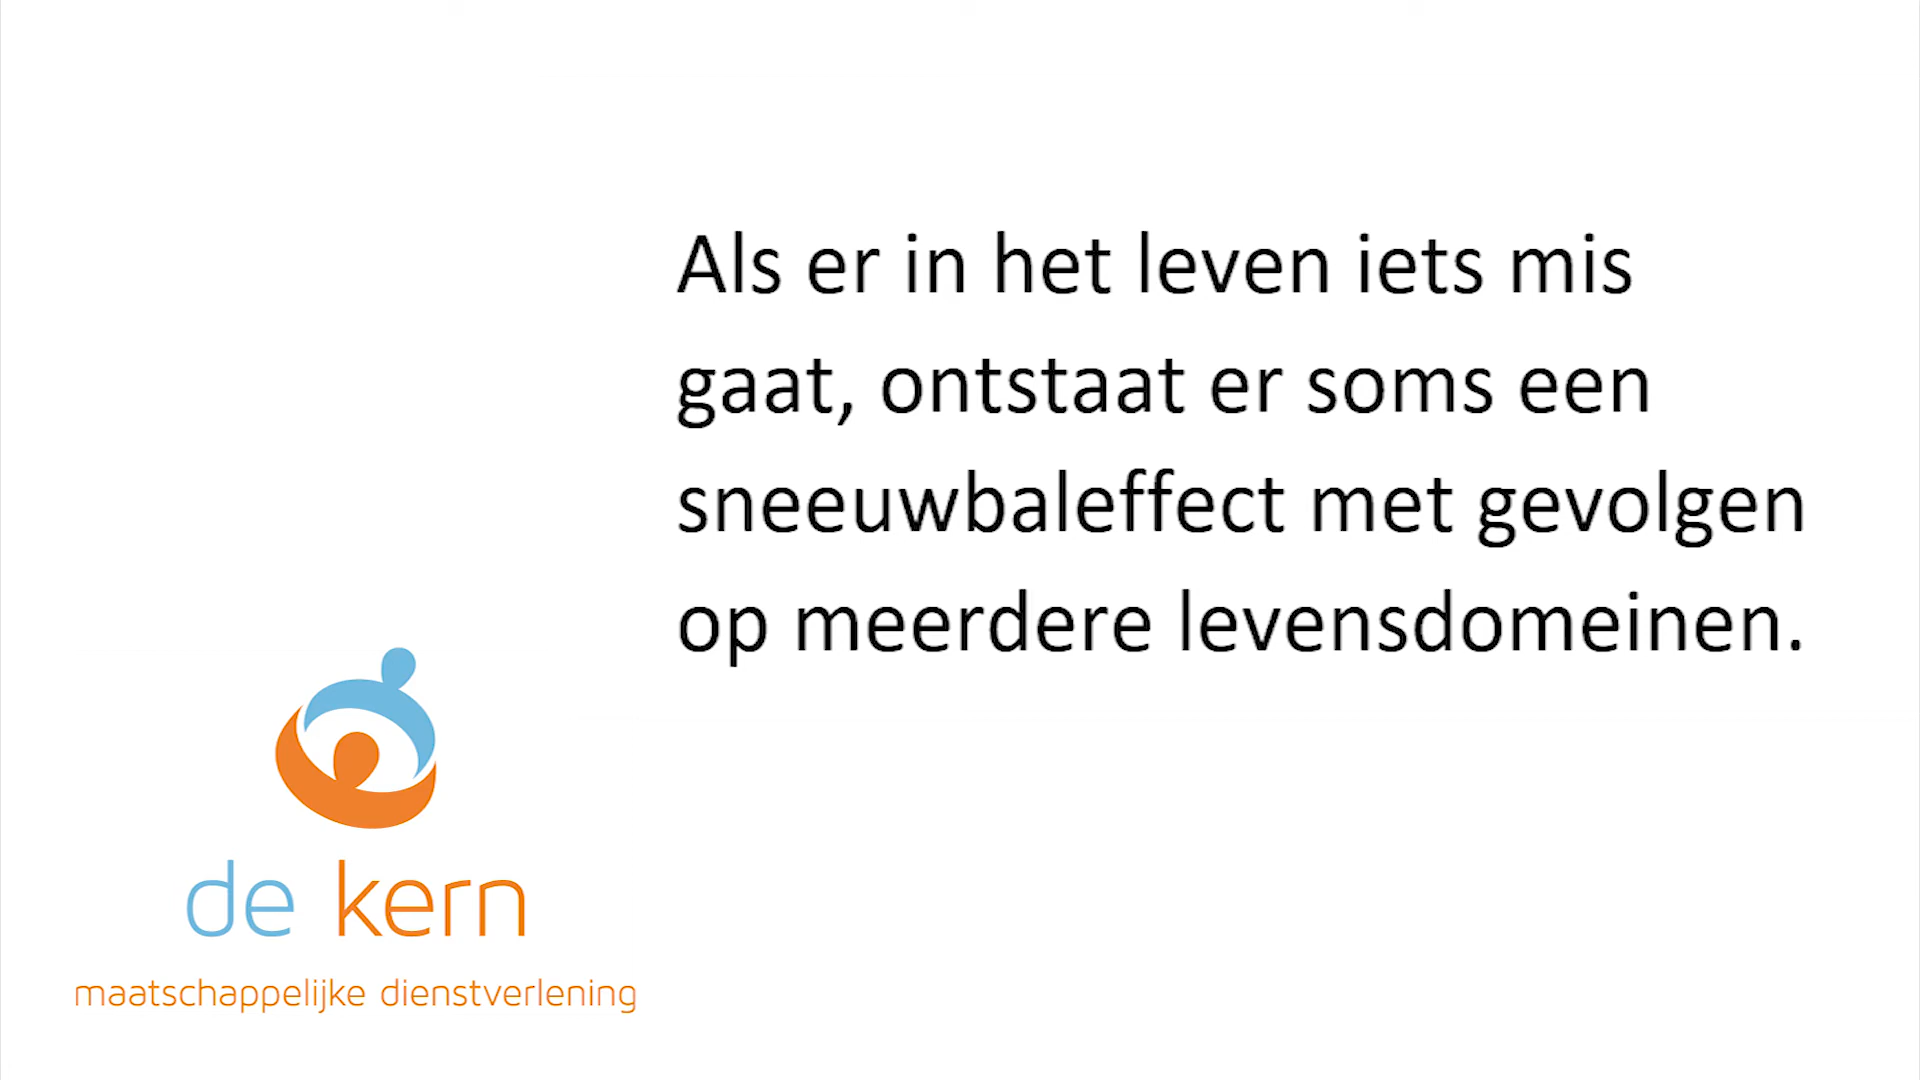 Als er in het leven iets mis
gaat, ontstaat er soms een
sneeuwbaleffect met gevolgen
op meerdere levensdomeinen.
de kern
maatschappelijke dienstverlening